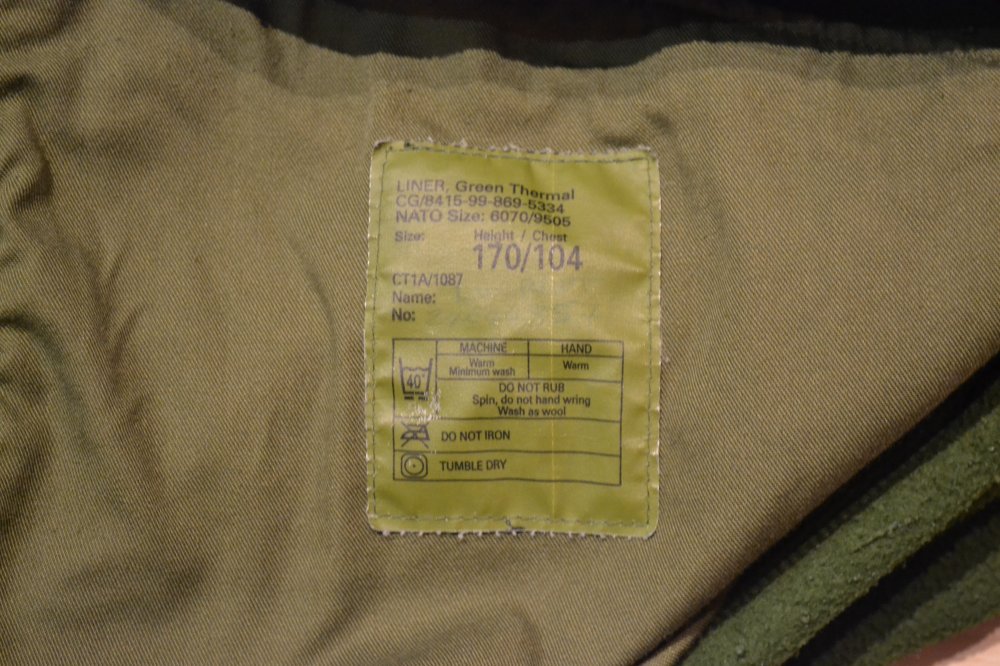 LINER, Green Thermal
CG/8415-99-869-5334
NATO Size: 6070/9505
Size: Height / Chest
170/104
CT1A/1087
Name:
No:
MACHINE HAND
Warm Warm
Minimum wash
40°
DO NOT RUB
Spin, do not hand wring
Wash as wool
DO NOT IRON
TUMBLE DRY